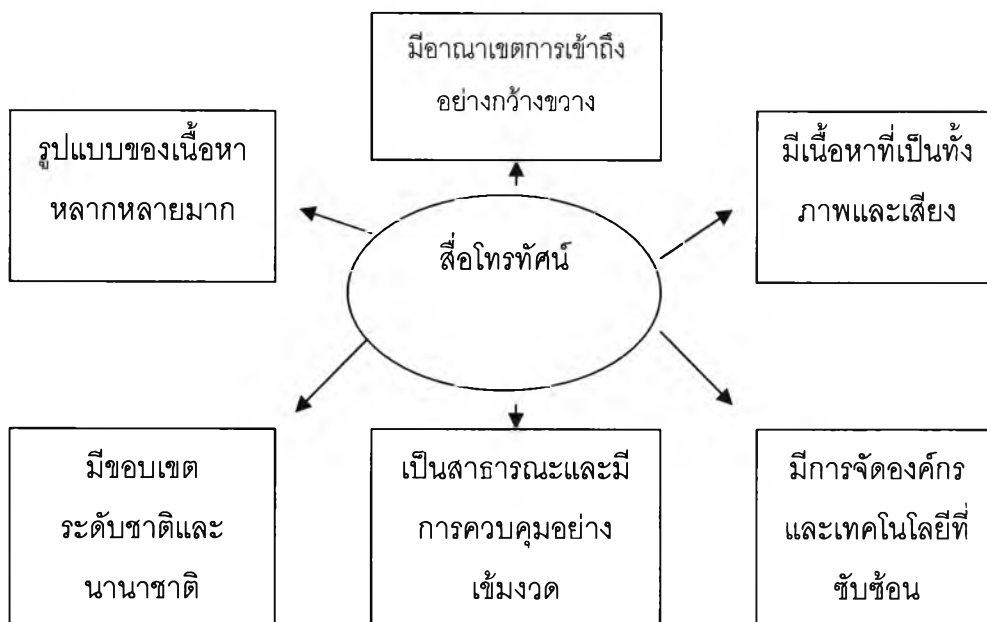 มีอาณาเขตการเข้าถึง
อย่างกว้างขวาง
รูปแบบของเนื้อหา
หลากหลายมาก
มีเนื้อหาที่เป็นทั้ง
ภาพและเสียง
สื่อโทรทัศน์
มีขอบเขต
ระดับชาติและ
นานาชาติ
เป็นสาธารณะและมี
การควบคุมอย่าง
เข้มงวด
มีการจัดองค์กร
และเทคโนโลยีที่
ซับซ้อน